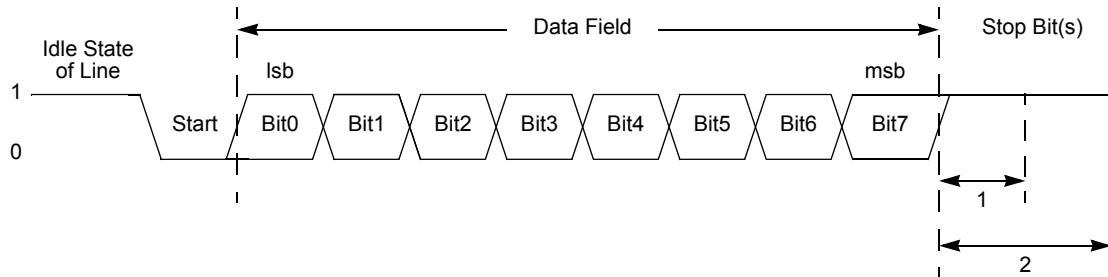 Data Field
Stop Bit(s)
Idle State
of Line
lsb
msb
1
Start
Bit0
Bit1
Bit2
Bit3
Bit4
Bit5
Bit6
Bit7
0
1
2